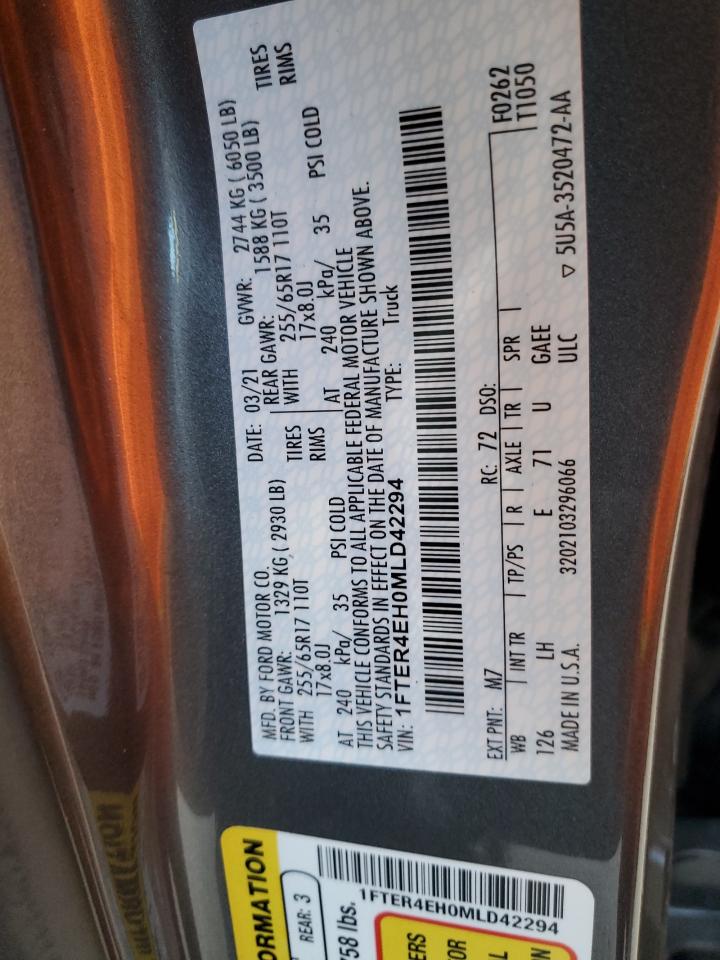 MFD. BY FORD MOTOR CO.
DATE: 03/21
GVWR: 2744 KG ( 6050 LB)
FRONT GAWR: 1329 KG ( 2930 LB)
REAR GAWR: 1588 KG ( 3500 LB)
WITH 255/65R17 110T TIRES
WITH 255/65R17 110T TIRES
17x8.0J RIMS
17x8.0J RIMS
AT 240 kPa/ 35 PSI COLD
AT 240 kPa/ 35 PSI COLD
THIS VEHICLE CONFORMS TO ALL APPLICABLE FEDERAL MOTOR VEHICLE
SAFETY STANDARDS IN EFFECT ON THE DATE OF MANUFACTURE SHOWN ABOVE.
VIN: 1FTER4EH0MLD42294 TYPE: Truck
EXT PNT: M7 RC: 72 DSO: F0262
WB | INT TR | TP/PS | R | AXLE | TR | SPR | T1050
126 LH E 71 U GAEE
MADE IN U.S.A. 3202103296066 ULC ▽ 5U5A-3520472-AA
ORMATION
REAR: 3
758 lbs.
1FTER4EH0MLD42294
ERS
OR